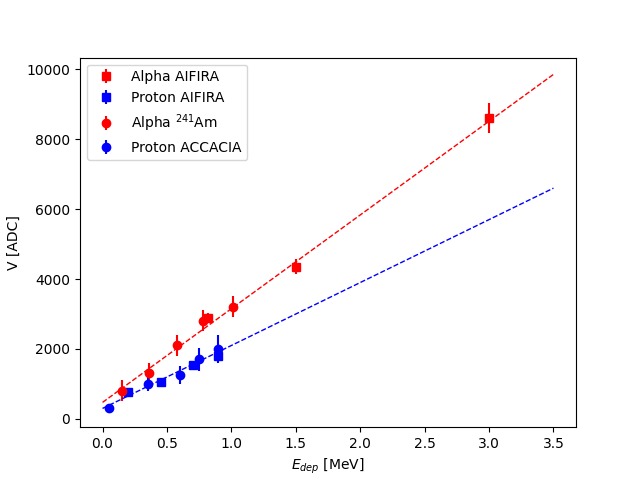 Alpha AIFIRA
Proton AIFIRA
Alpha ²⁴¹Am
Proton ACCACIA
V [ADC]
10000
8000
6000
4000
2000
0
0.0 0.5 1.0 1.5 2.0 2.5 3.0 3.5
E_dep [MeV]